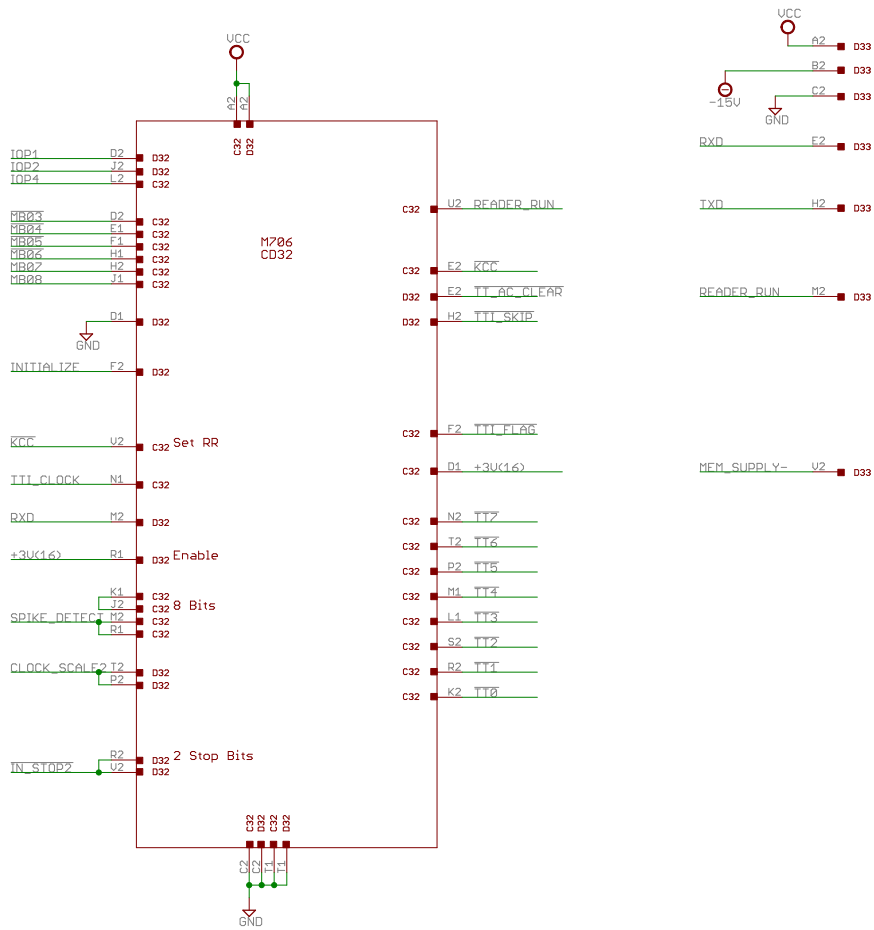 VCC
A2 A2
C32 D32
IOP1 D2 D32
IOP2 J2 D32
IOP4 L2 C32
MB03 D2 C32
MB04 E1 C32
MB05 F1 C32
MB06 H1 C32
MB07 H2 C32
MB08 J1 C32
D1 D32
GND
INITIALIZE F2 D32
KCC V2 C32 Set RR
TTI_CLOCK N1 C32
RXD M2 D32
+3V(16) R1 D32 Enable
K1 C32
J2 C32 8 Bits
SPIKE_DETECT M2 C32
R1 C32
CLOCK_SCALE2 T2 D32
P2 D32
R2 D32 2 Stop Bits
IN_STOP2 V2 D32
M706
CD32
C32 U2 READER_RUN
C32 E2 KCC
D32 E2 TT_AC_CLEAR
D32 H2 TTI_SKIP
C32 F2 TTI_FLAG
C32 D1 +3V(16)
C32 N2 TT7
C32 T2 TT6
C32 P2 TT5
C32 M1 TT4
C32 L1 TT3
C32 S2 TT2
C32 R2 TT1
C32 K2 TT0
C32 D32 C32 D32
C2 C2 T1 T1
GND
VCC
A2 D33
B2 D33
-15V
C2 D33
GND
RXD E2 D33
TXD H2 D33
READER_RUN M2 D33
MEM_SUPPLY- V2 D33